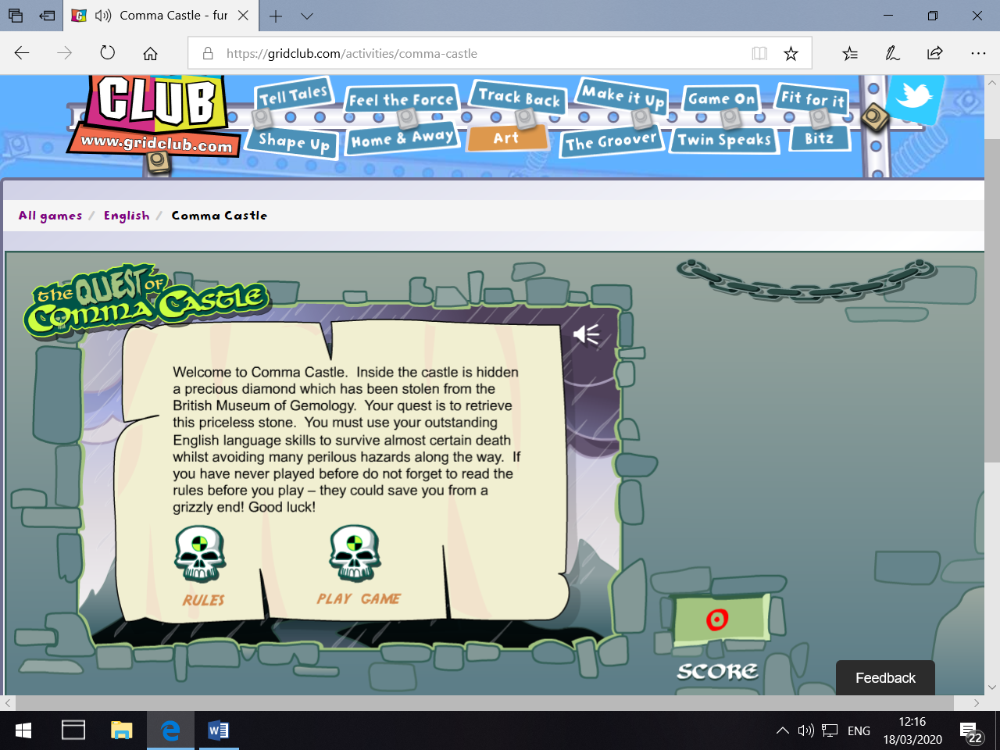 Comma Castle - fur
https://gridclub.com/activities/comma-castle
CLUB
www.gridclub.com
Tell Tales
Feel the Force
Track Back
Make it Up
Game On
Fit for it
Shape Up
Home & Away
Art
The Groover
Twin Speaks
Bitz
All games / English / Comma Castle
THE QUEST OF
COMMA CASTLE
Welcome to Comma Castle. Inside the castle is hidden
a precious diamond which has been stolen from the
British Museum of Gemology. Your quest is to retrieve
this priceless stone. You must use your outstanding
English language skills to survive almost certain death
whilst avoiding many perilous hazards along the way. If
you have never played before do not forget to read the
rules before you play – they could save you from a
grizzly end! Good luck!
RULES
PLAY GAME
0
SCORE
Feedback
ENG
12:16
18/03/2020
22